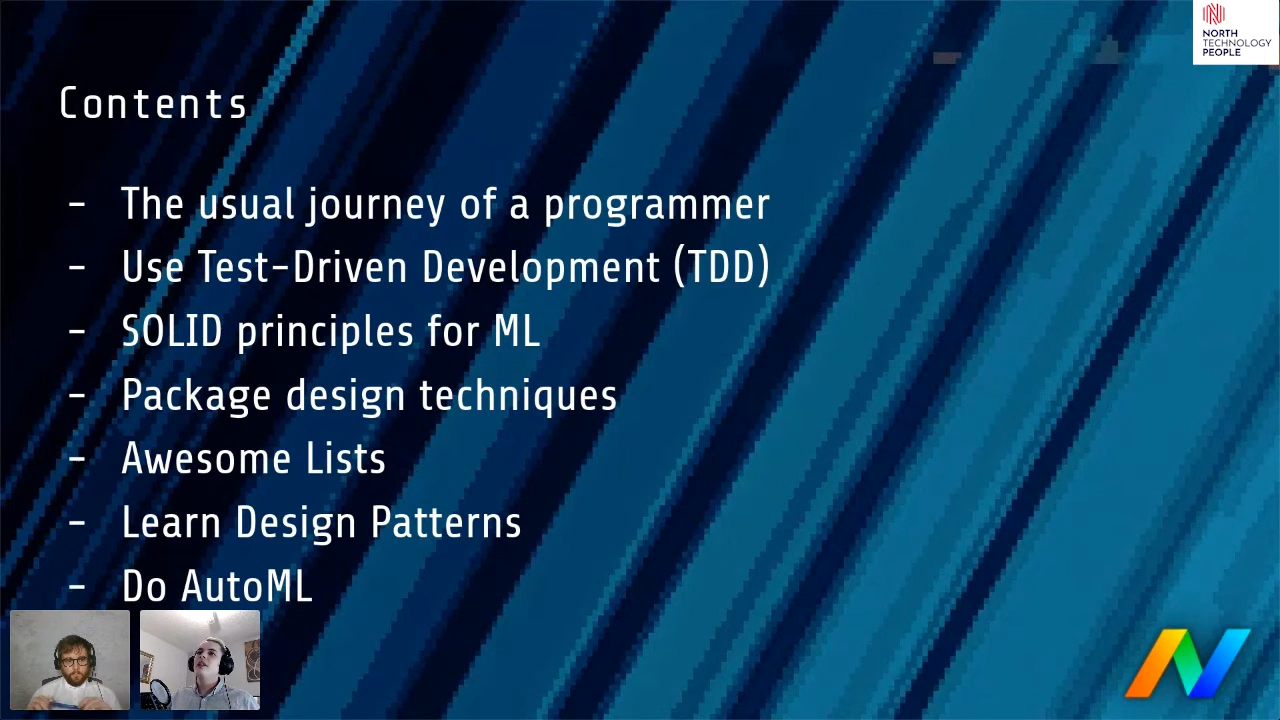 NORTH
TECHNOLOGY
PEOPLE
Contents
- The usual journey of a programmer
- Use Test-Driven Development (TDD)
- SOLID principles for ML
- Package design techniques
- Awesome Lists
- Learn Design Patterns
- Do AutoML